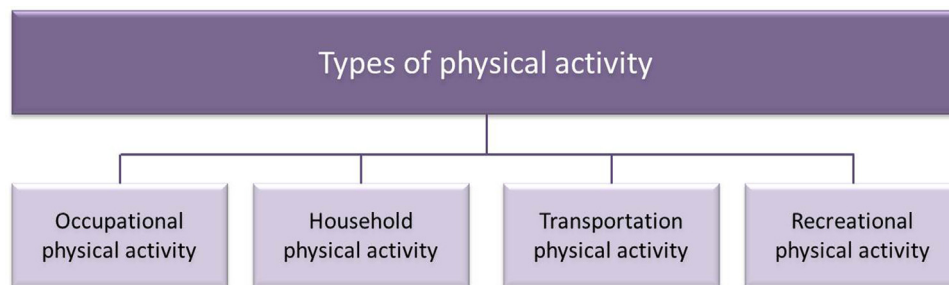 Types of physical activity
Occupational
physical activity
Household
physical activity
Transportation
physical activity
Recreational
physical activity